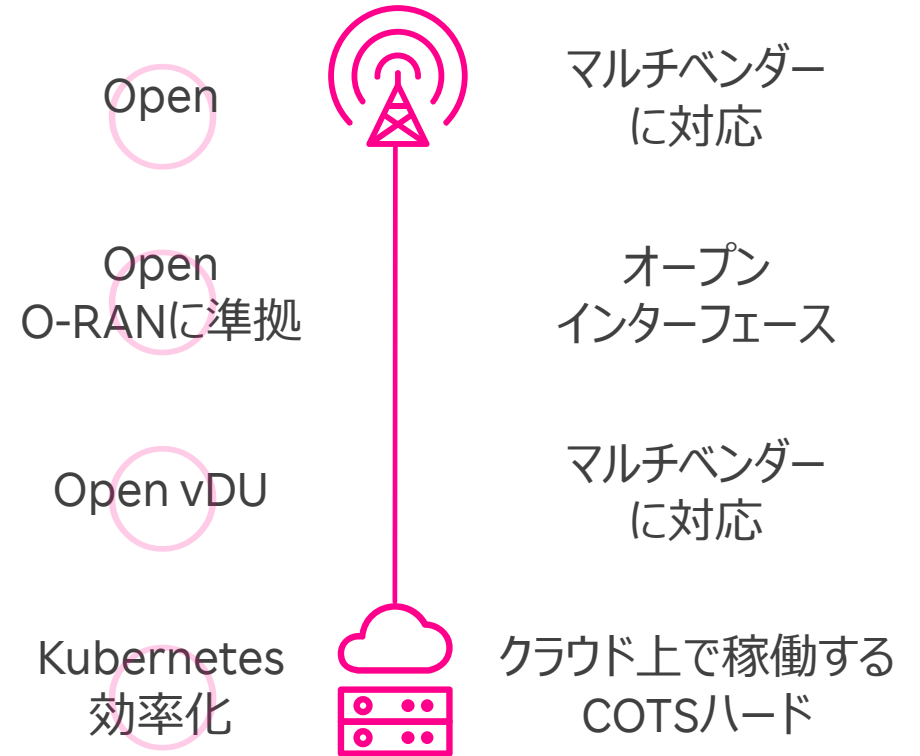 Open
マルチベンダー
に対応
Open
O-RANに準拠
オープン
インターフェース
Open vDU
マルチベンダー
に対応
Kubernetes
効率化
クラウド上で稼働する
COTSハード